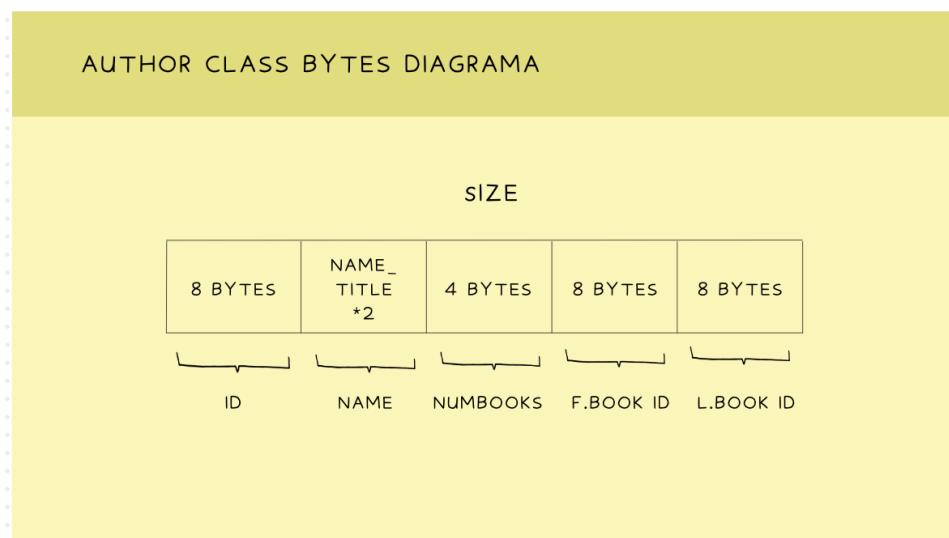 AUTHOR CLASS BYTES DIAGRAMA
SIZE
8 BYTES
NAME_
TITLE
*2
4 BYTES
8 BYTES
8 BYTES
ID
NAME
NUMBOOKS
F.BOOK ID
L.BOOK ID